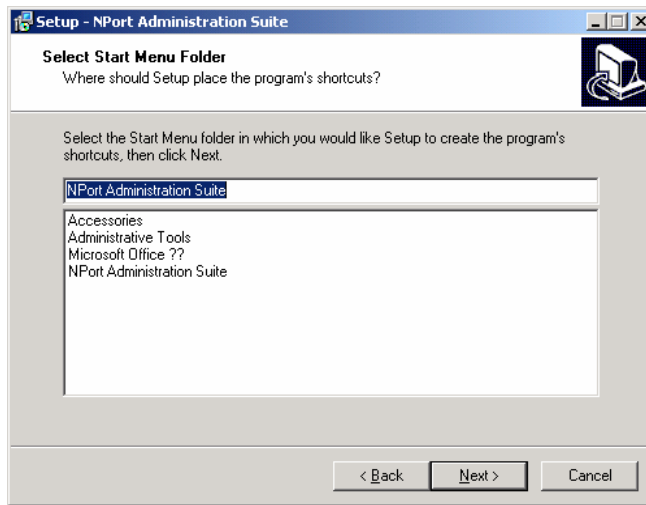 Setup - NPort Administration Suite
Select Start Menu Folder
Where should Setup place the program's shortcuts?
Select the Start Menu folder in which you would like Setup to create the program's
shortcuts, then click Next.
NPort Administration Suite
Accessories
Administrative Tools
Microsoft Office ??
NPort Administration Suite
< Back
Next >
Cancel